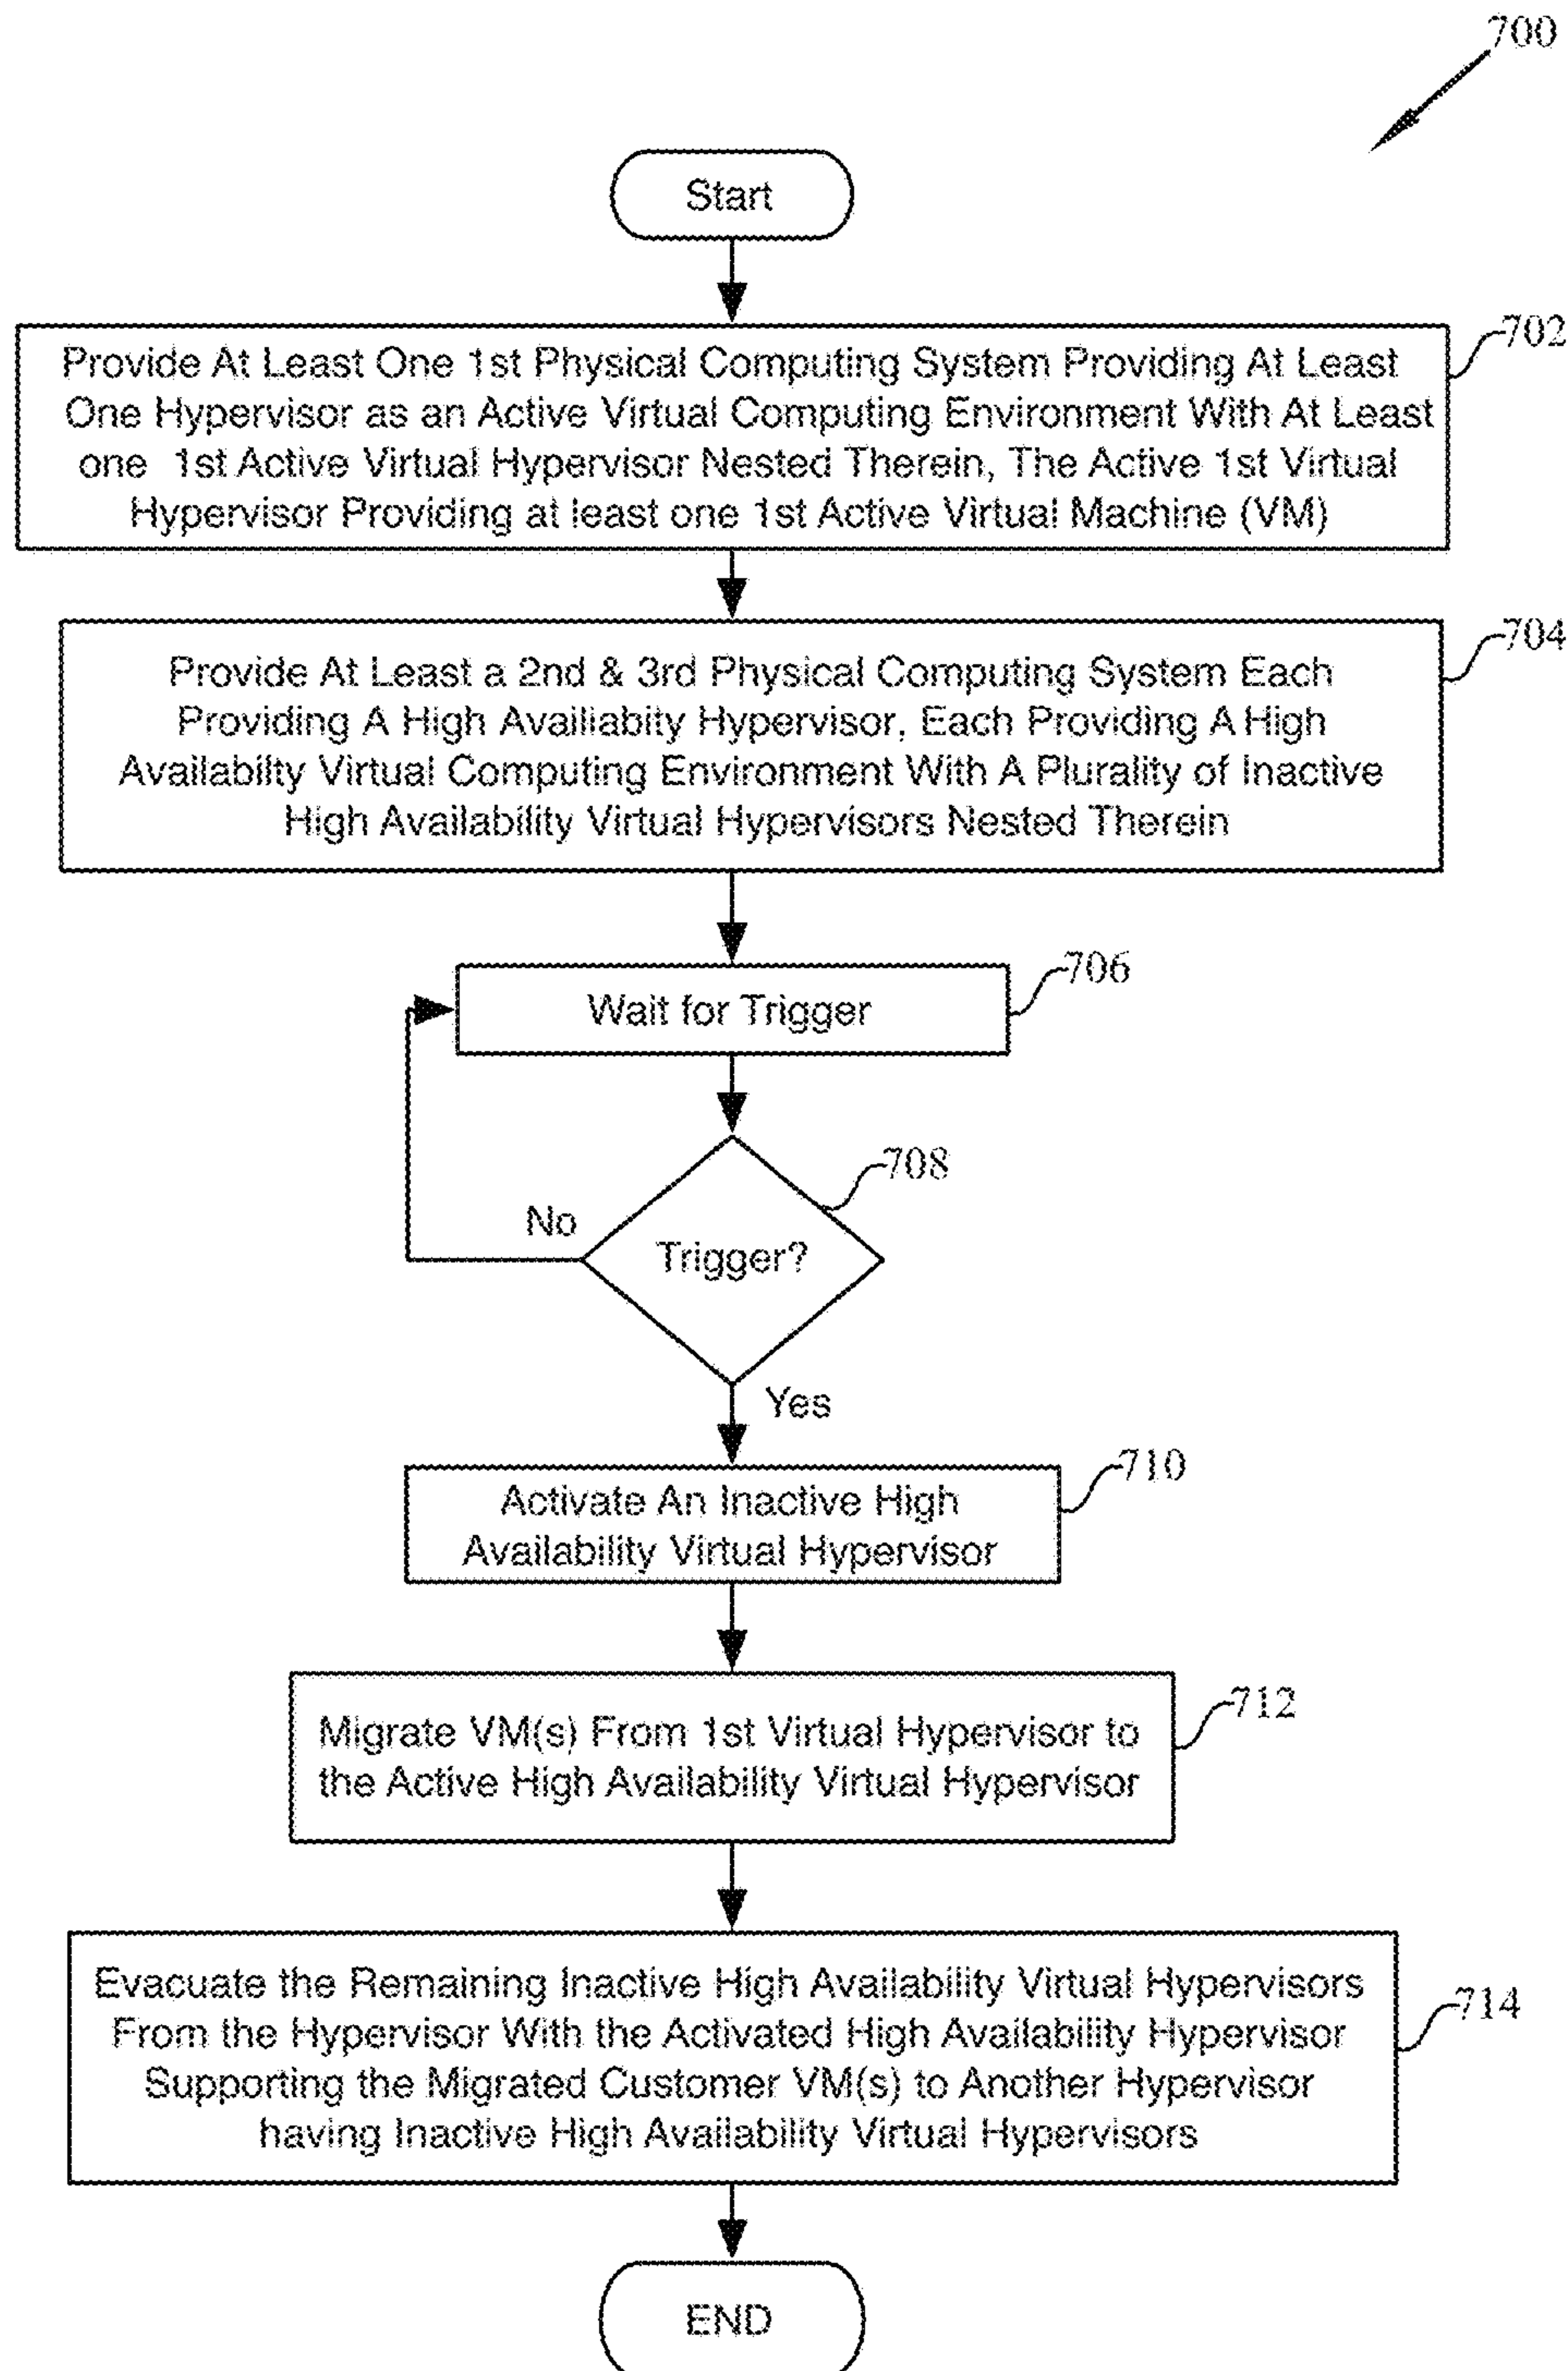 700
Start
702
Provide At Least One 1st Physical Computing System Providing At Least
One Hypervisor as an Active Virtual Computing Environment With At Least
one 1st Active Virtual Hypervisor Nested Therein, The Active 1st Virtual
Hypervisor Providing at least one 1st Active Virtual Machine (VM)
704
Provide At Least a 2nd & 3rd Physical Computing System Each
Providing A High Availiabity Hypervisor, Each Providing A High
Availabilty Virtual Computing Environment With A Plurality of Inactive
High Availability Virtual Hypervisors Nested Therein
706
Wait for Trigger
708
No
Trigger?
Yes
710
Activate An Inactive High
Availability Virtual Hypervisor
712
Migrate VM(s) From 1st Virtual Hypervisor to
the Active High Availability Virtual Hypervisor
714
Evacuate the Remaining Inactive High Availability Virtual Hypervisors
From the Hypervisor With the Activated High Availability Hypervisor
Supporting the Migrated Customer VM(s) to Another Hypervisor
having Inactive High Availability Virtual Hypervisors
END